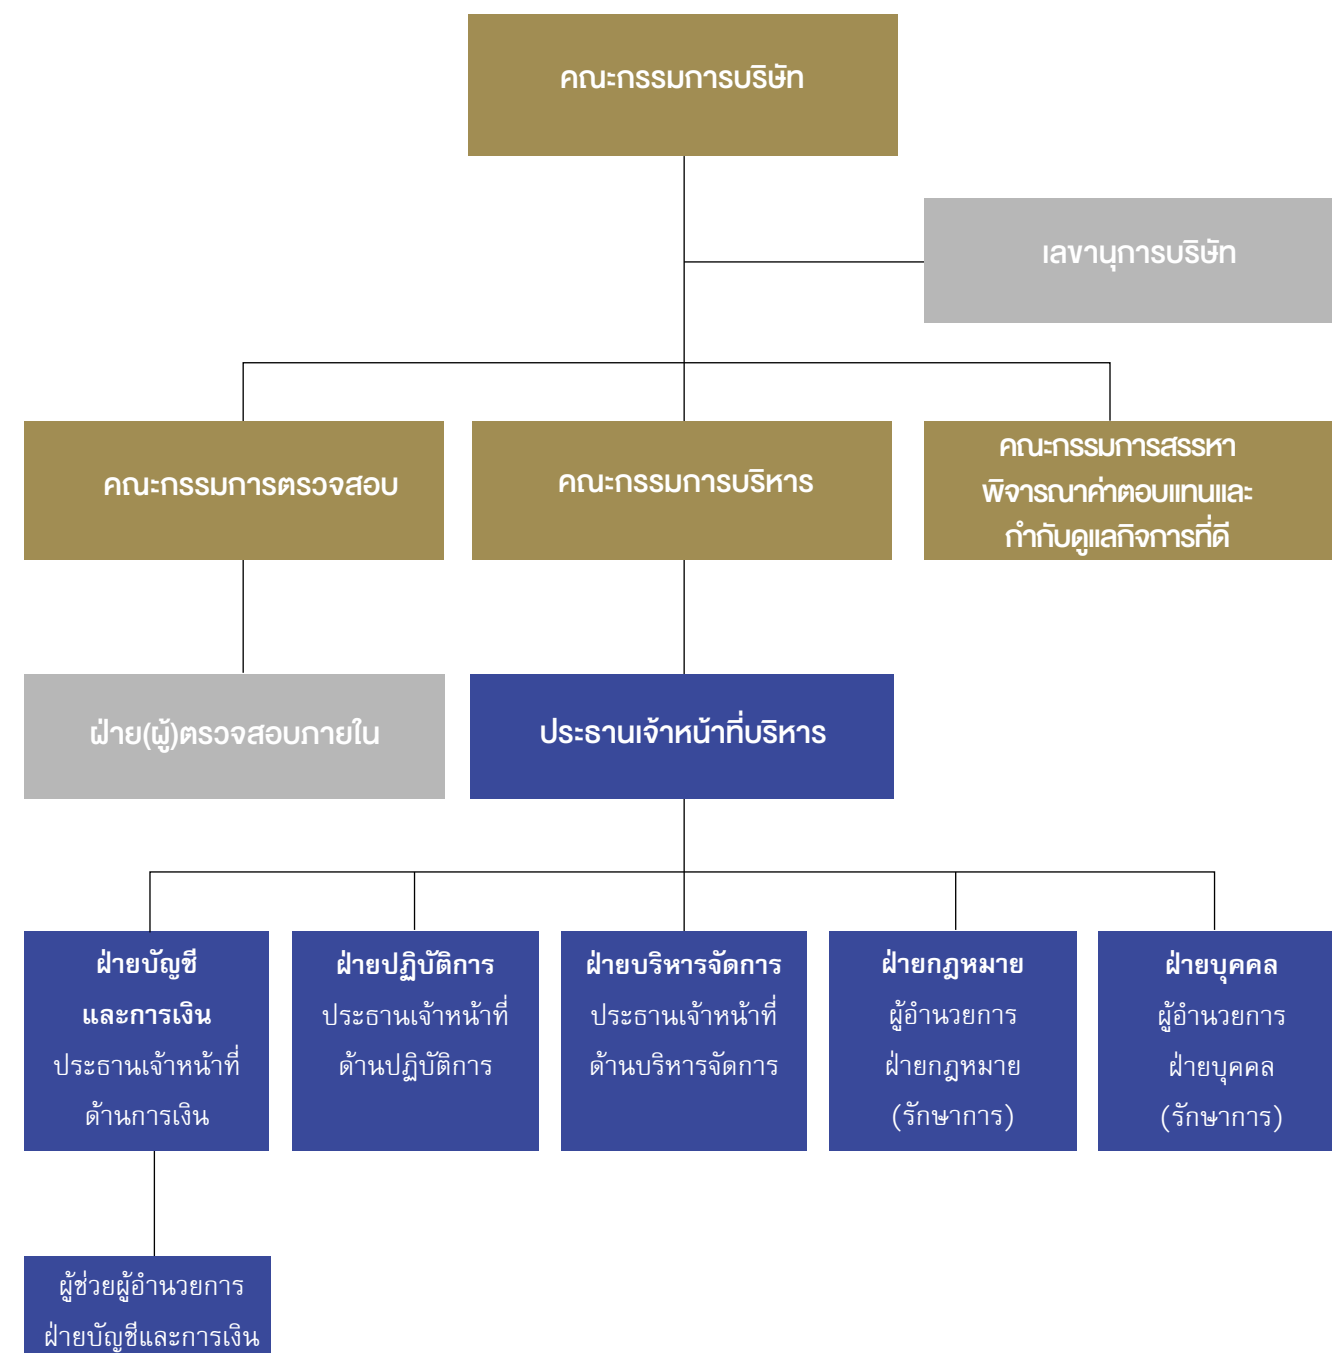 คณะกรรมการบริษัท
เลขานุการบริษัท
คณะกรรมการตรวจสอบ
คณะกรรมการบริหาร
คณะกรรมการสรรหา
พิจารณาค่าตอบแทนและ
กำกับดูแลกิจการที่ดี
ฝ่าย(ผู้)ตรวจสอบภายใน
ประธานเจ้าหน้าที่บริหาร
ฝ่ายบัญชี
และการเงิน
ประธานเจ้าหน้าที่
ด้านการเงิน
ฝ่ายปฏิบัติการ
ประธานเจ้าหน้าที่
ด้านปฏิบัติการ
ฝ่ายบริหารจัดการ
ประธานเจ้าหน้าที่
ด้านบริหารจัดการ
ฝ่ายกฎหมาย
ผู้อำนวยการ
ฝ่ายกฎหมาย
(รักษาการ)
ฝ่ายบุคคล
ผู้อำนวยการ
ฝ่ายบุคคล
(รักษาการ)
ผู้ช่วยผู้อำนวยการ
ฝ่ายบัญชีและการเงิน